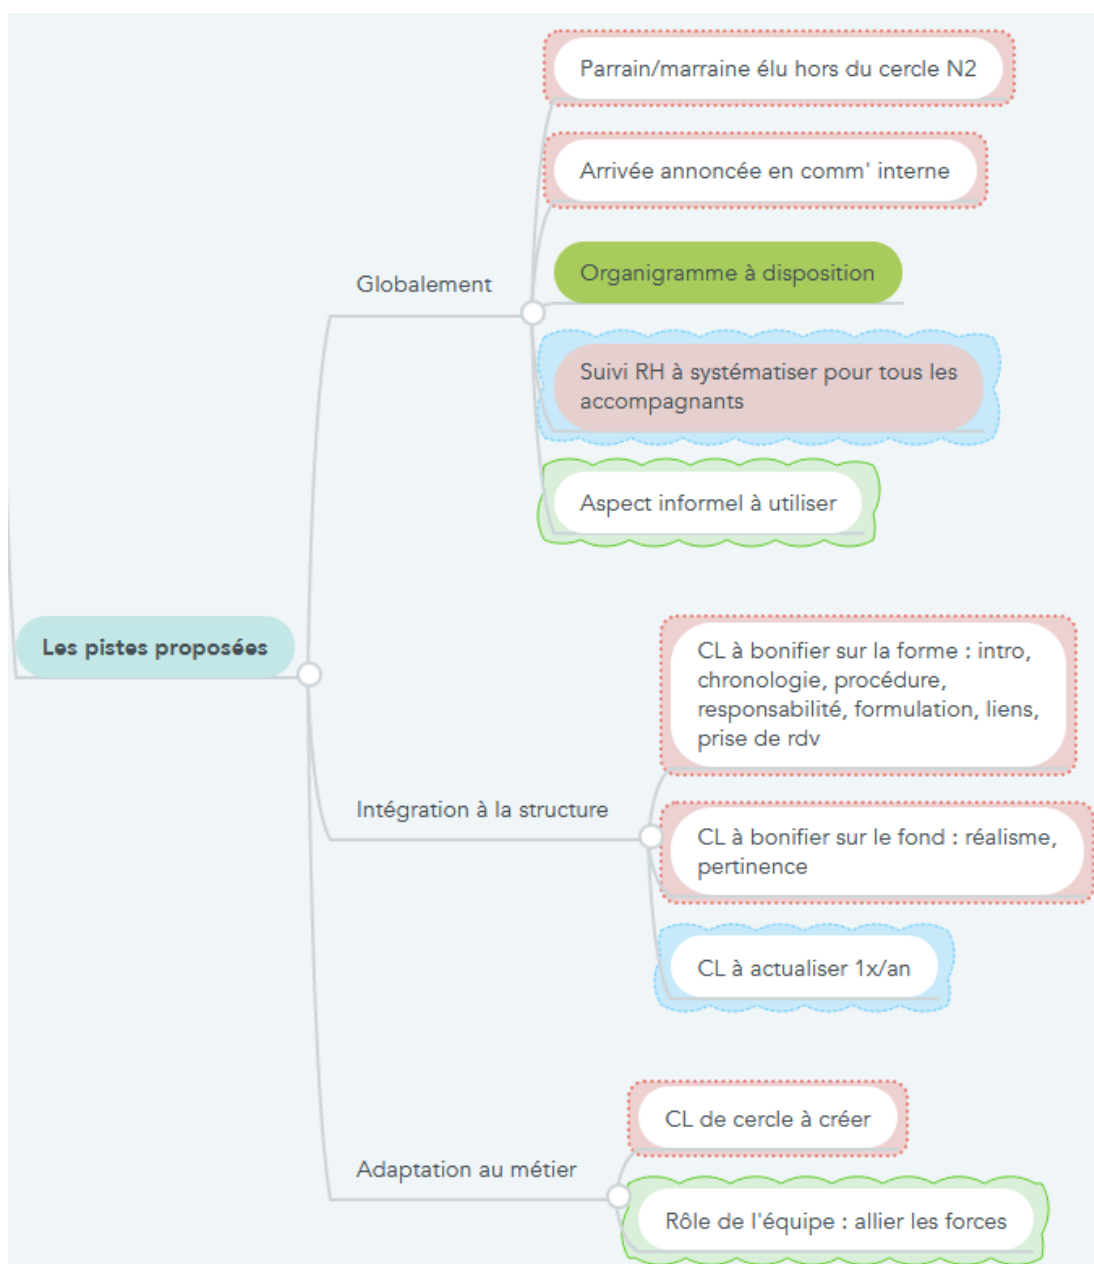 Les pistes proposées
Globalement
Parrain/marraine élu hors du cercle N2
Arrivée annoncée en comm' interne
Organigramme à disposition
Suivi RH à systématiser pour tous les
accompagnants
Aspect informel à utiliser
Intégration à la structure
CL à bonifier sur la forme : intro,
chronologie, procédure,
responsabilité, formulation, liens,
prise de rdv
CL à bonifier sur le fond : réalisme,
pertinence
CL à actualiser 1x/an
Adaptation au métier
CL de cercle à créer
Rôle de l'équipe : allier les forces